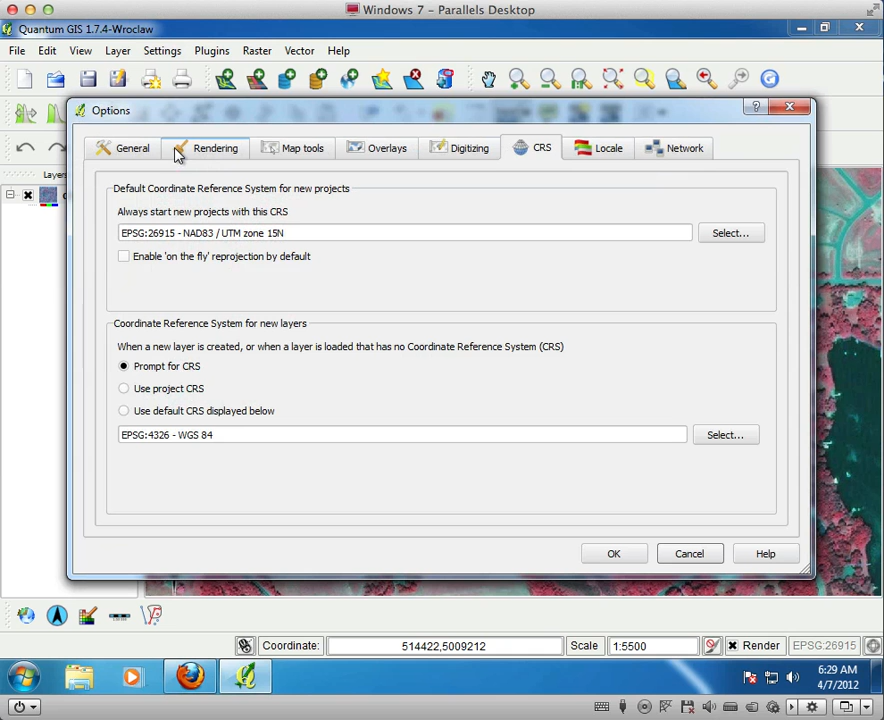 Windows 7 - Parallels Desktop
Quantum GIS 1.7.4-Wroclaw
File Edit View Layer Settings Plugins Raster Vector Help
Options
General Rendering Map tools Overlays Digitizing CRS Locale Network
Layers
Default Coordinate Reference System for new projects
Always start new projects with this CRS
EPSG:26915 - NAD83 / UTM zone 15N Select...
Enable 'on the fly' reprojection by default
Coordinate Reference System for new layers
When a new layer is created, or when a layer is loaded that has no Coordinate Reference System (CRS)
Prompt for CRS
Use project CRS
Use default CRS displayed below
EPSG:4326 - WGS 84 Select...
OK Cancel Help
Coordinate: 514422,5009212 Scale 1:5500 Render EPSG:26915
6:29 AM
4/7/2012